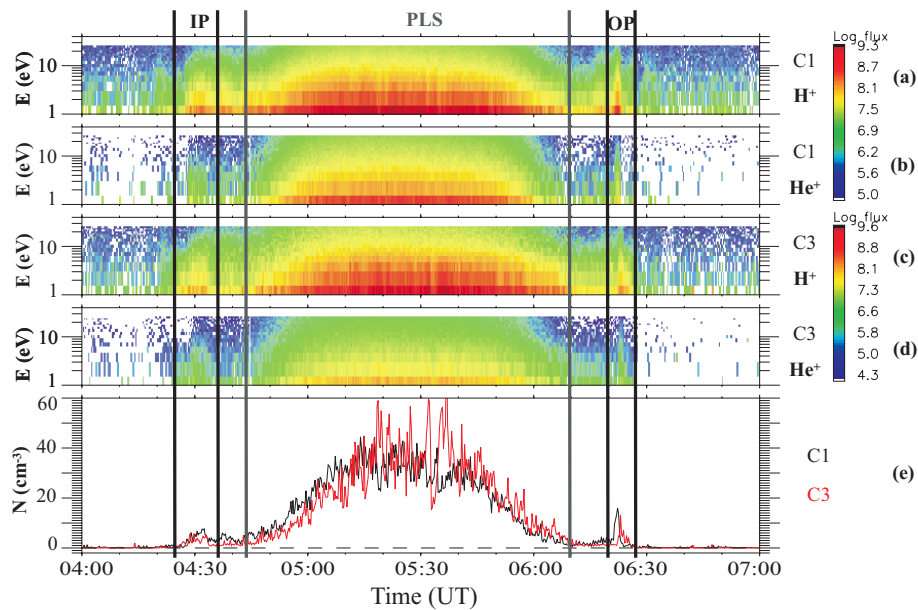 IP PLS OP
Log flux
E (eV) 10 1 C1 H⁺ 9.3 8.7 8.1 7.5 6.9 6.2 5.6 5.0 (a)
E (eV) 10 1 C1 He⁺ (b)
Log flux
E (eV) 10 1 C3 H⁺ 9.6 8.8 8.1 7.3 6.6 5.8 5.0 4.3 (c)
E (eV) 10 1 C3 He⁺ (d)
N (cm⁻³) 60 40 20 0 C1 C3 (e)
04:00 04:30 05:00 05:30 06:00 06:30 07:00
Time (UT)